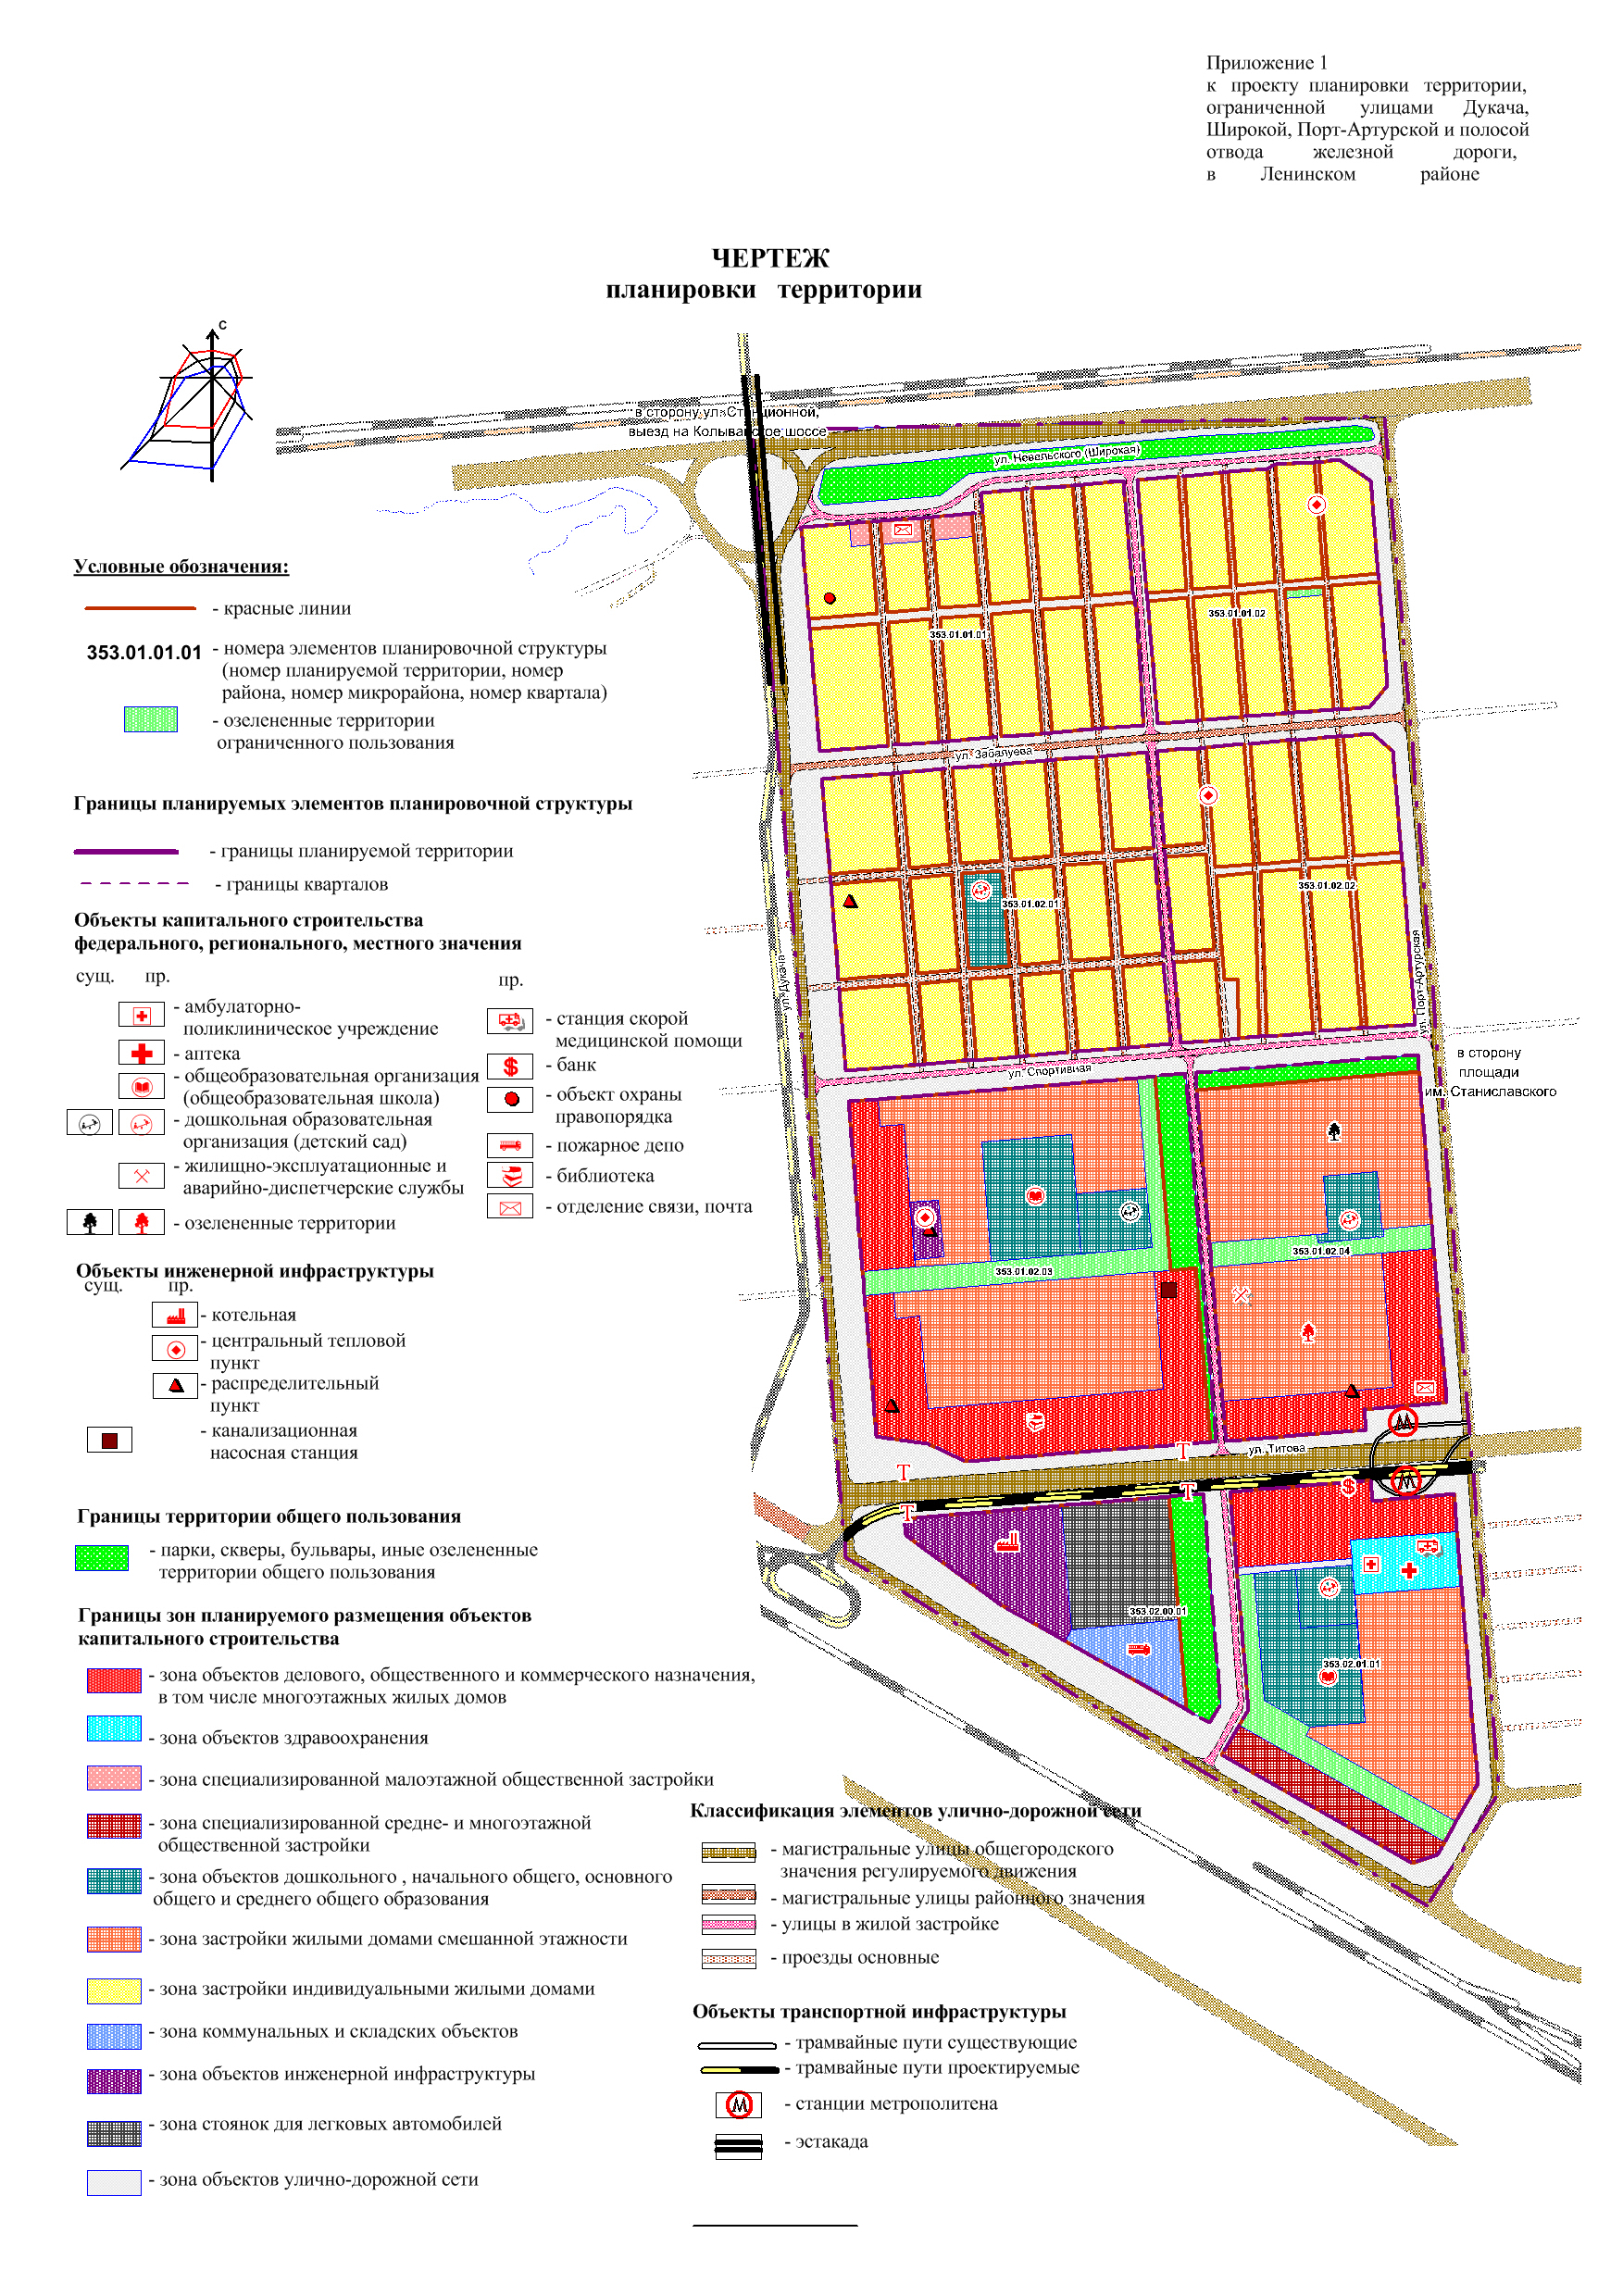 Приложение 1
к проекту планировки территории,
ограниченной улицами Дукача,
Широкой, Порт-Артурской и полосой
отвода железной дороги,
в Ленинском районе
ЧЕРТЕЖ
планировки территории
С
в сторону ул. Станционной,
выезд на Колыванское шоссе
ул. Невельского (Широкая)
353.01.01.01
353.01.01.02
ул. Забалуева
353.01.02.01
353.01.02.02
ул. Дукача
ул. Порт-Артурская
ул. Спортивная
в сторону
площади
им. Станиславского
353.01.02.03
353.01.02.04
ул. Титова
Т
Т
Т
Т
353.02.00.01
353.02.01.01
Условные обозначения:
- красные линии
353.01.01.01 - номера элементов планировочной структуры
(номер планируемой территории, номер
района, номер микрорайона, номер квартала)
- озелененные территории
ограниченного пользования
Границы планируемых элементов планировочной структуры
- границы планируемой территории
- границы кварталов
Объекты капитального строительства
федерального, регионального, местного значения
сущ. пр.
- амбулаторно-
поликлиническое учреждение
- аптека
- общеобразовательная организация
(общеобразовательная школа)
- дошкольная образовательная
организация (детский сад)
- жилищно-эксплуатационные и
аварийно-диспетчерские службы
- озелененные территории
пр.
- станция скорой
медицинской помощи
- банк
- объект охраны
правопорядка
- пожарное депо
- библиотека
- отделение связи, почта
Объекты инженерной инфраструктуры
сущ. пр.
- котельная
- центральный тепловой
пункт
- распределительный
пункт
- канализационная
насосная станция
Границы территории общего пользования
- парки, скверы, бульвары, иные озелененные
территории общего пользования
Границы зон планируемого размещения объектов
капитального строительства
- зона объектов делового, общественного и коммерческого назначения,
в том числе многоэтажных жилых домов
- зона объектов здравоохранения
- зона специализированной малоэтажной общественной застройки
- зона специализированной средне- и многоэтажной
общественной застройки
- зона объектов дошкольного , начального общего, основного
общего и среднего общего образования
- зона застройки жилыми домами смешанной этажности
- зона застройки индивидуальными жилыми домами
- зона коммунальных и складских объектов
- зона объектов инженерной инфраструктуры
- зона стоянок для легковых автомобилей
- зона объектов улично-дорожной сети
Классификация элементов улично-дорожной сети
- магистральные улицы общегородского
значения регулируемого движения
- магистральные улицы районного значения
- улицы в жилой застройке
- проезды основные
Объекты транспортной инфраструктуры
- трамвайные пути существующие
- трамвайные пути проектируемые
- станции метрополитена
- эстакада